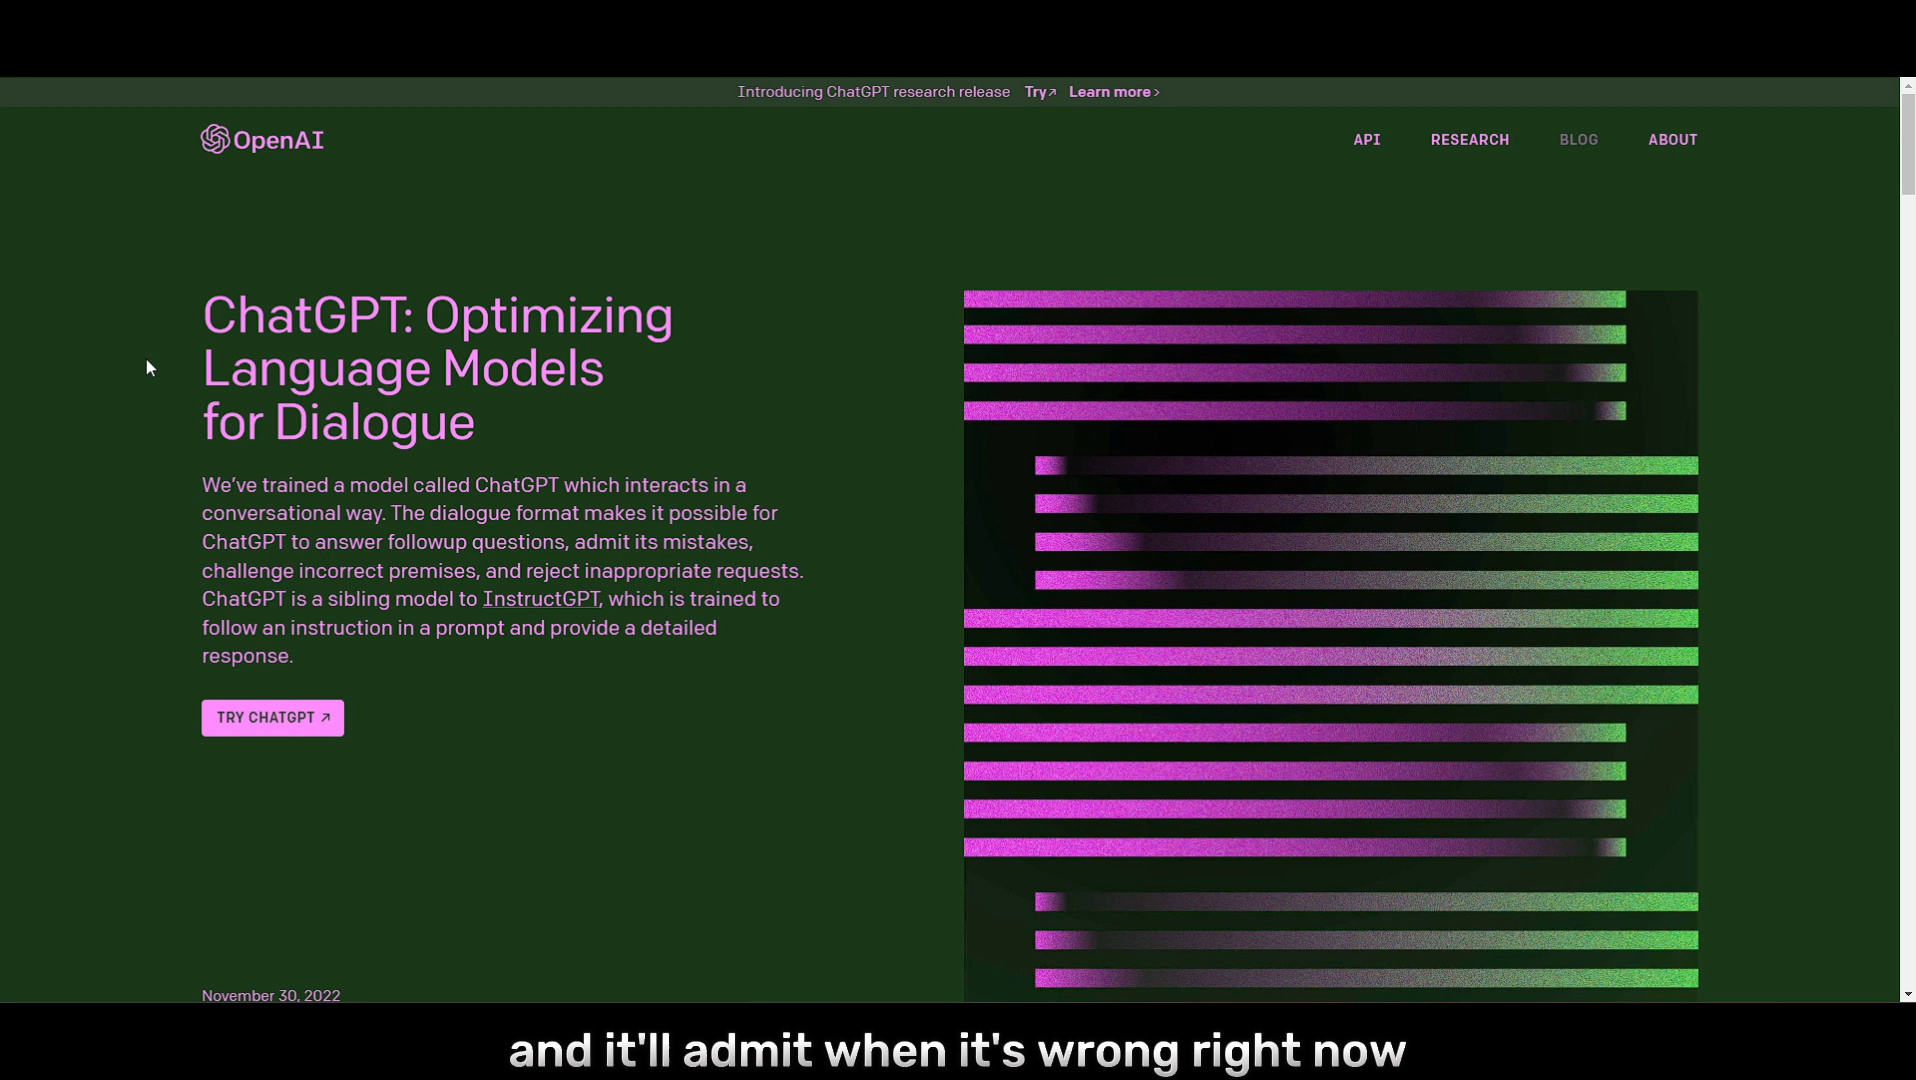 Introducing ChatGPT research release Try↗ Learn more ›
OpenAI
API RESEARCH BLOG ABOUT
ChatGPT: Optimizing
Language Models
for Dialogue
We’ve trained a model called ChatGPT which interacts in a
conversational way. The dialogue format makes it possible for
ChatGPT to answer followup questions, admit its mistakes,
challenge incorrect premises, and reject inappropriate requests.
ChatGPT is a sibling model to InstructGPT, which is trained to
follow an instruction in a prompt and provide a detailed
response.
TRY CHATGPT ↗
November 30, 2022
and it'll admit when it's wrong right now